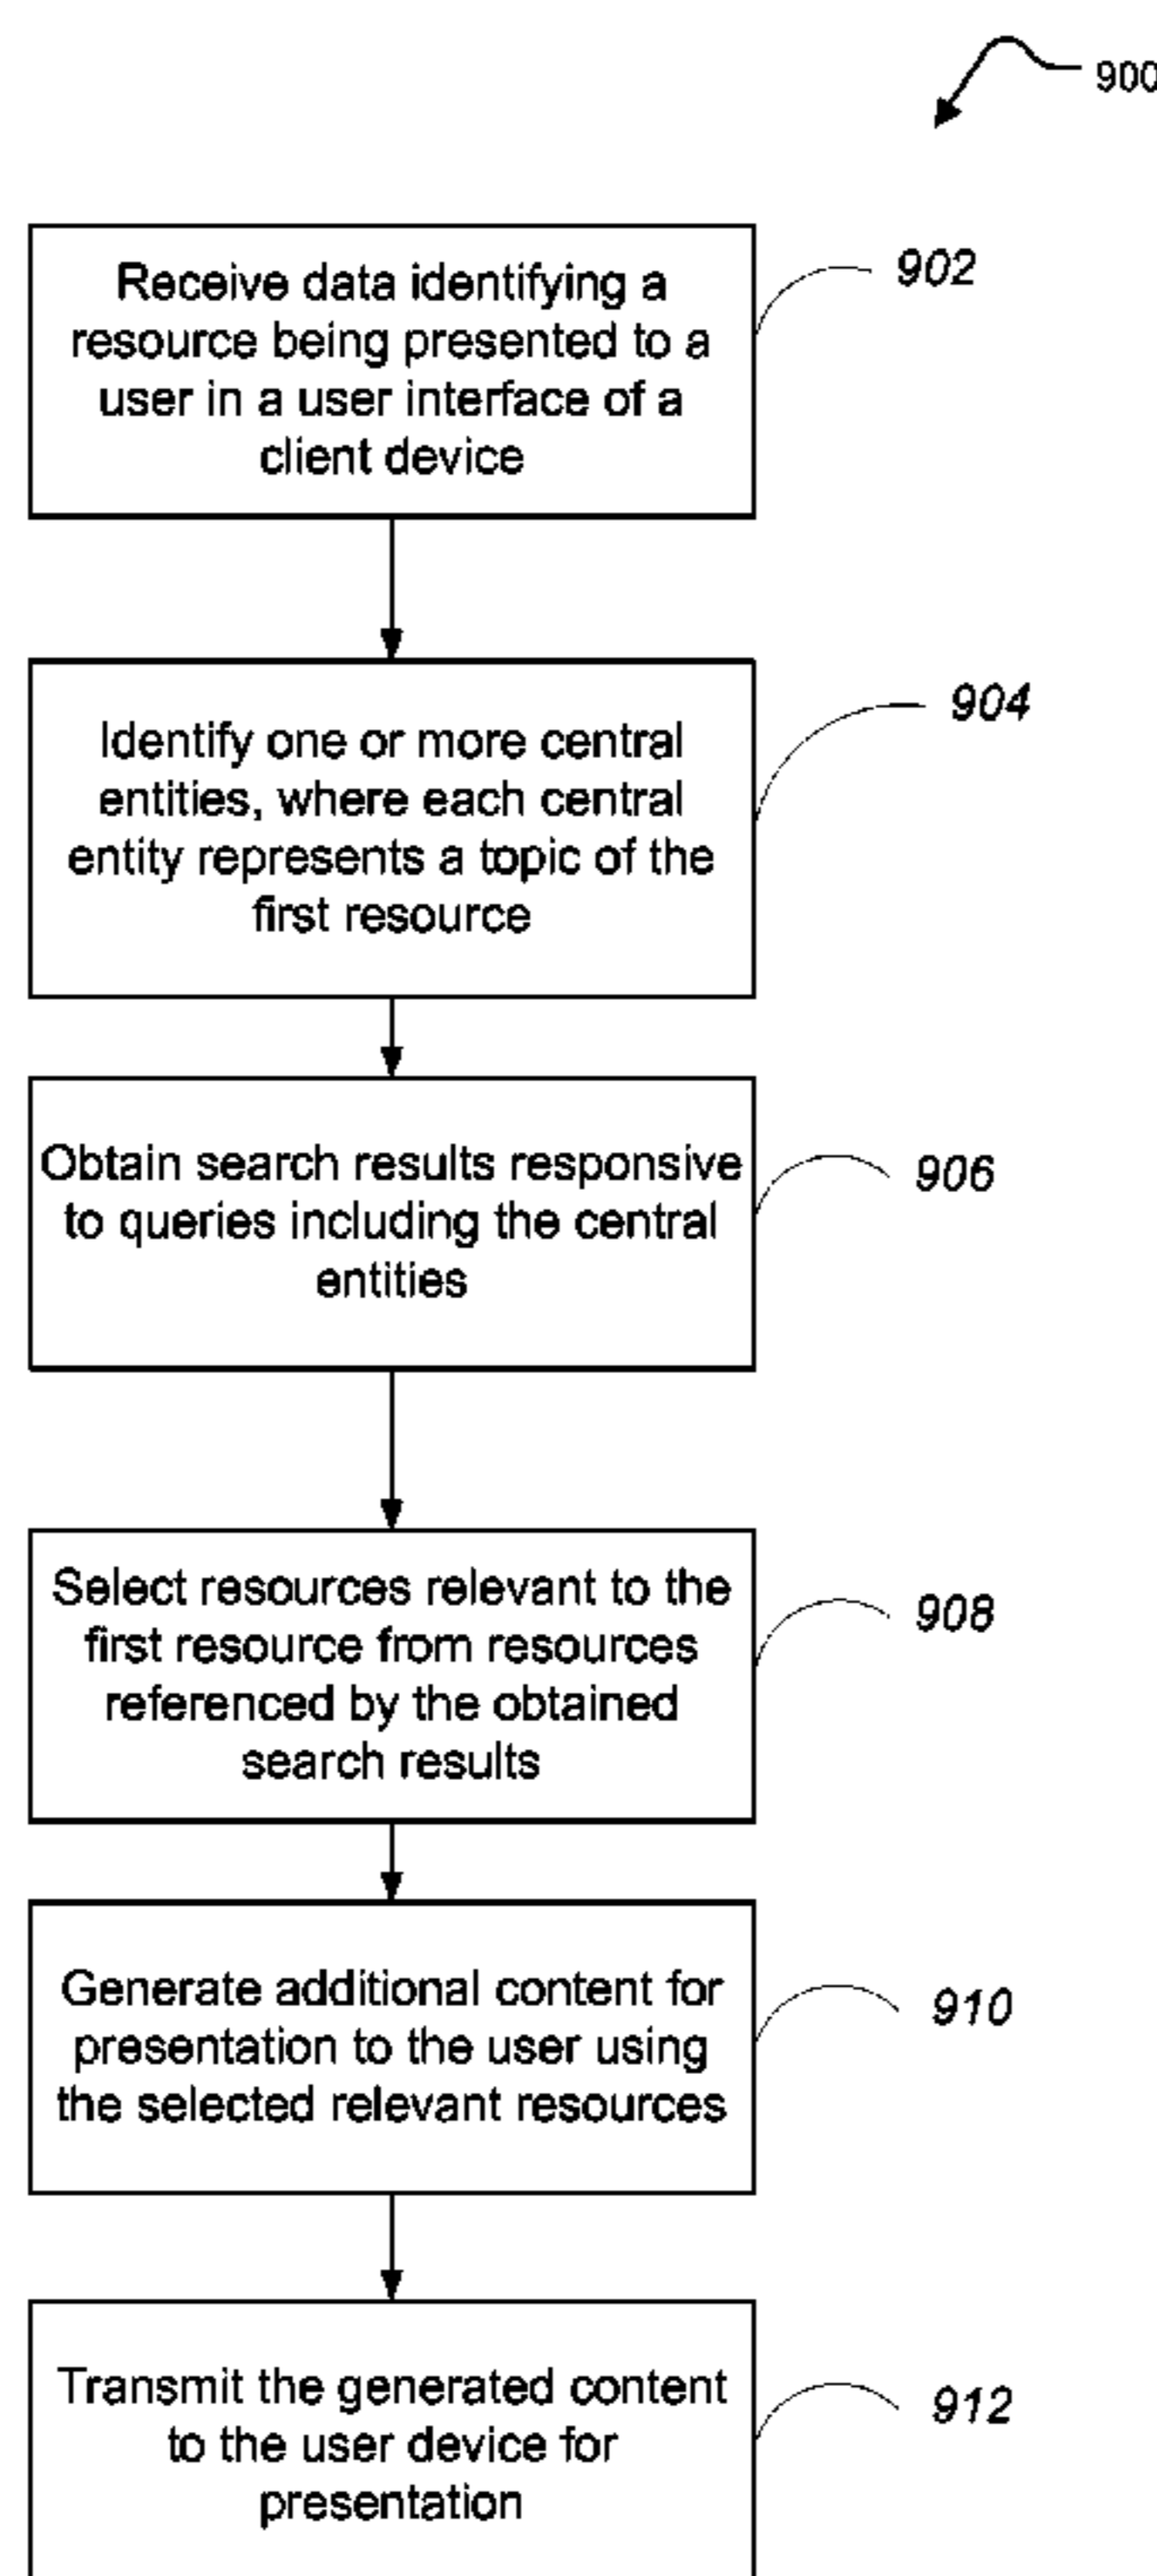 900
Receive data identifying a
resource being presented to a
user in a user interface of a
client device
902
Identify one or more central
entities, where each central
entity represents a topic of the
first resource
904
Obtain search results responsive
to queries including the central
entities
906
Select resources relevant to the
first resource from resources
referenced by the obtained
search results
908
Generate additional content for
presentation to the user using
the selected relevant resources
910
Transmit the generated content
to the user device for
presentation
912